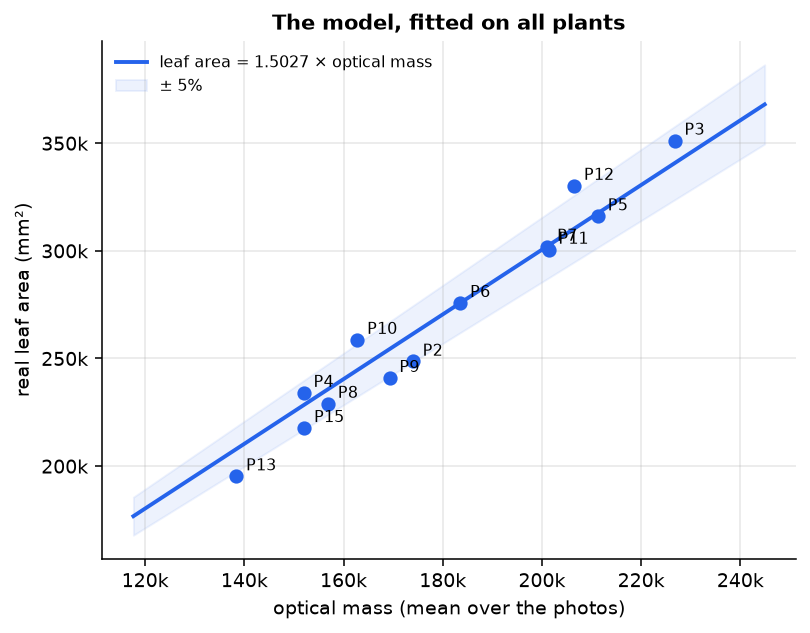 The model, fitted on all plants
leaf area = 1.5027 × optical mass
± 5%
real leaf area (mm²)
350k
300k
250k
200k
P3
P12
P5
P7
P11
P6
P10
P2
P9
P4
P8
P15
P13
120k
140k
160k
180k
200k
220k
240k
optical mass (mean over the photos)